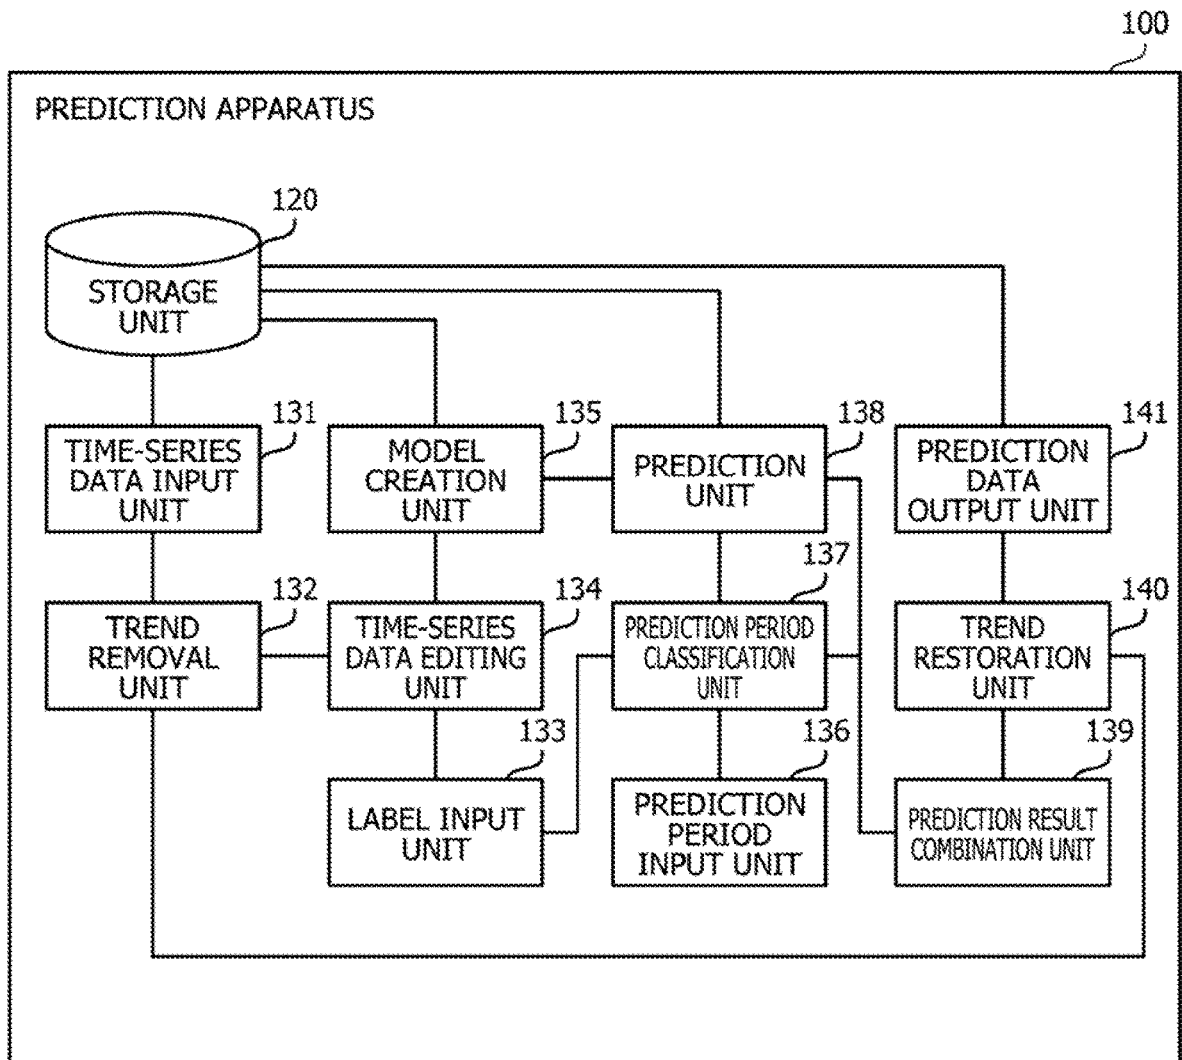 100
PREDICTION APPARATUS
120
STORAGE
UNIT
131
TIME-SERIES
DATA INPUT
UNIT
135
MODEL
CREATION
UNIT
138
PREDICTION
UNIT
141
PREDICTION
DATA
OUTPUT UNIT
132
TREND
REMOVAL
UNIT
134
TIME-SERIES
DATA EDITING
UNIT
137
PREDICTION PERIOD
CLASSIFICATION
UNIT
140
TREND
RESTORATION
UNIT
133
LABEL INPUT
UNIT
136
PREDICTION
PERIOD
INPUT UNIT
139
PREDICTION RESULT
COMBINATION UNIT